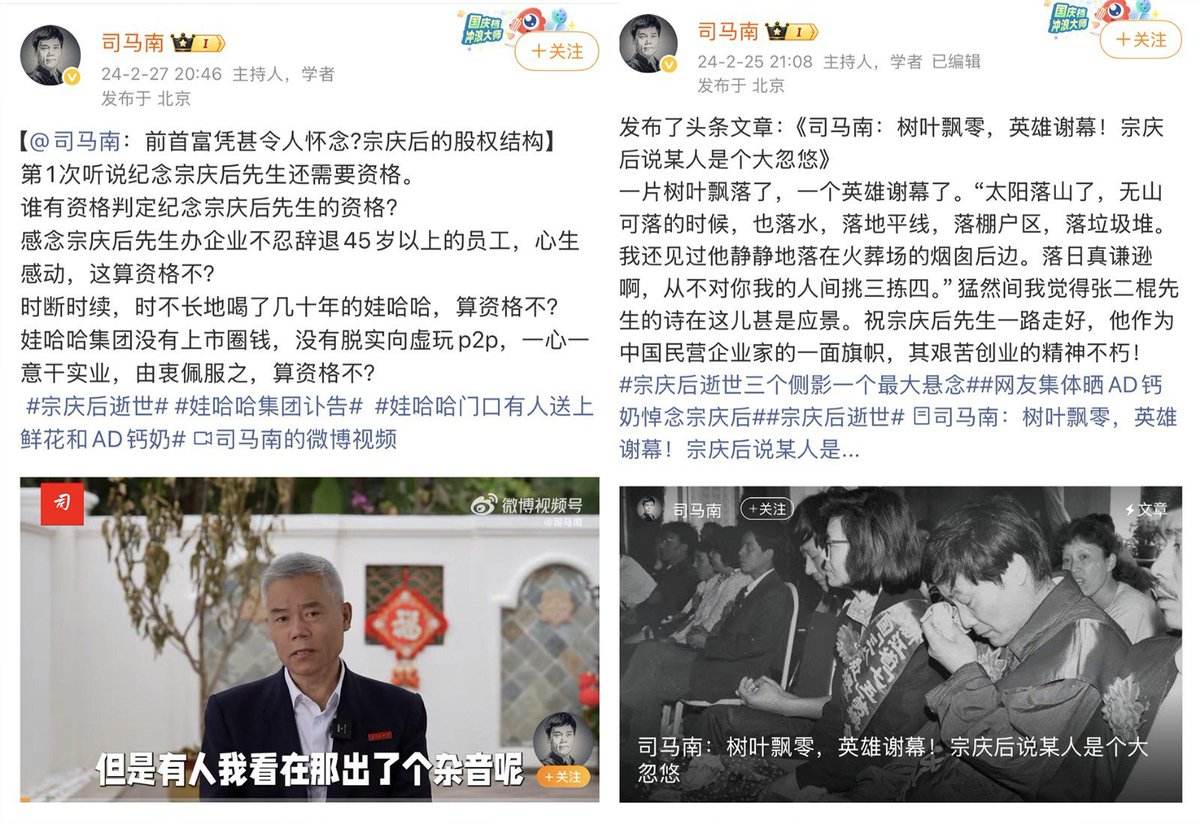 司马南
I
国庆档
冲浪大师
+关注
24-2-27 20:46 主持人，学者
发布于 北京
【@司马南：前首富凭甚令人怀念?宗庆后的股权结构】
第1次听说纪念宗庆后先生还需要资格。
谁有资格判定纪念宗庆后先生的资格?
感念宗庆后先生办企业不忍辞退45岁以上的员工，心生
感动，这算资格不?
时断时续，时不长地喝了几十年的娃哈哈，算资格不?
娃哈哈集团没有上市圈钱，没有脱实向虚玩p2p，一心一
意干实业，由衷佩服之，算资格不?
#宗庆后逝世# #娃哈哈集团讣告# #娃哈哈门口有人送上
鲜花和AD钙奶# 司马南的微博视频
司
微博视频号
@司马南
但是有人我看在那出了个杂音呢
+关注
司马南
I
国庆档
冲浪大师
+关注
24-2-25 21:08 主持人，学者 已编辑
发布于 北京
发布了头条文章：《司马南：树叶飘零，英雄谢幕！宗庆
后说某人是个大忽悠》
一片树叶飘落了，一个英雄谢幕了。“太阳落山了，无山
可落的时候，也落水，落地平线，落棚户区，落垃圾堆。
我还见过他静静地落在火葬场的烟囱后边。落日真谦逊
啊，从不对你我的人间挑三拣四。”猛然间我觉得张二棍先
生的诗在这儿甚是应景。祝宗庆后先生一路走好，他作为
中国民营企业家的一面旗帜，其艰苦创业的精神不朽！
#宗庆后逝世三个侧影一个最大悬念##网友集体晒AD钙
奶悼念宗庆后##宗庆后逝世# 司马南：树叶飘零，英雄
谢幕！宗庆后说某人是...
司马南
+关注
文章
司马南：树叶飘零，英雄谢幕！宗庆后说某人是个大
忽悠